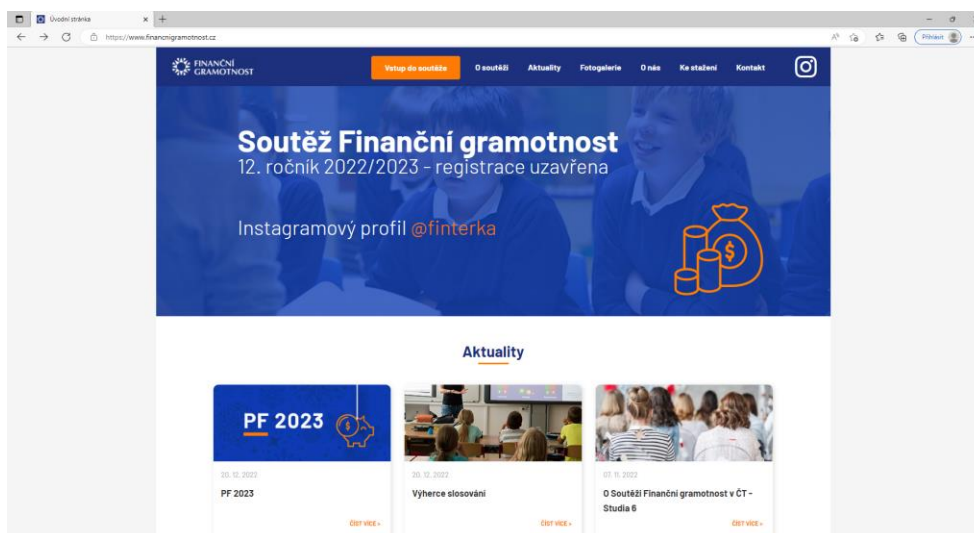 Úvodní stránka
https://www.financnigramotnost.cz
Přihlásit
FINANČNÍ
GRAMOTNOST
Vstup do soutěže
O soutěži
Aktuality
Fotogalerie
O nás
Ke stažení
Kontakt
Soutěž Finanční gramotnost
12. ročník 2022/2023 - registrace uzavřena
Instagramový profil @finterka
Aktuality
PF 2023
20. 12. 2022
PF 2023
ČÍST VÍCE »
20. 12. 2022
Výherce slosování
ČÍST VÍCE »
07. 11. 2022
O Soutěži Finanční gramotnost v ČT -
Studia 6
ČÍST VÍCE »